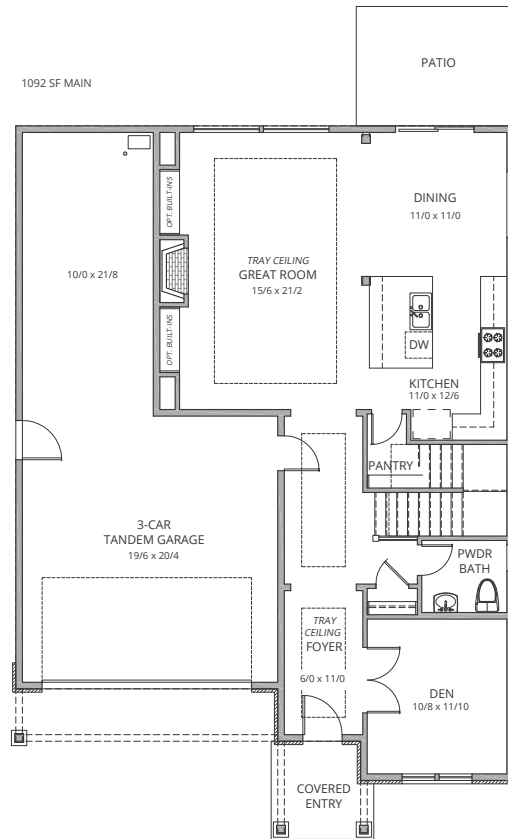 PATIO
1092 SF MAIN
OPT. BUILT-INS
DINING
11/0 x 11/0
TRAY CEILING
GREAT ROOM
15/6 x 21/2
10/0 x 21/8
OPT. BUILT-INS
DW
KITCHEN
11/0 x 12/6
PANTRY
3-CAR
TANDEM GARAGE
19/6 x 20/4
PWDR
BATH
TRAY
CEILING
FOYER
6/0 x 11/0
DEN
10/8 x 11/10
COVERED
ENTRY